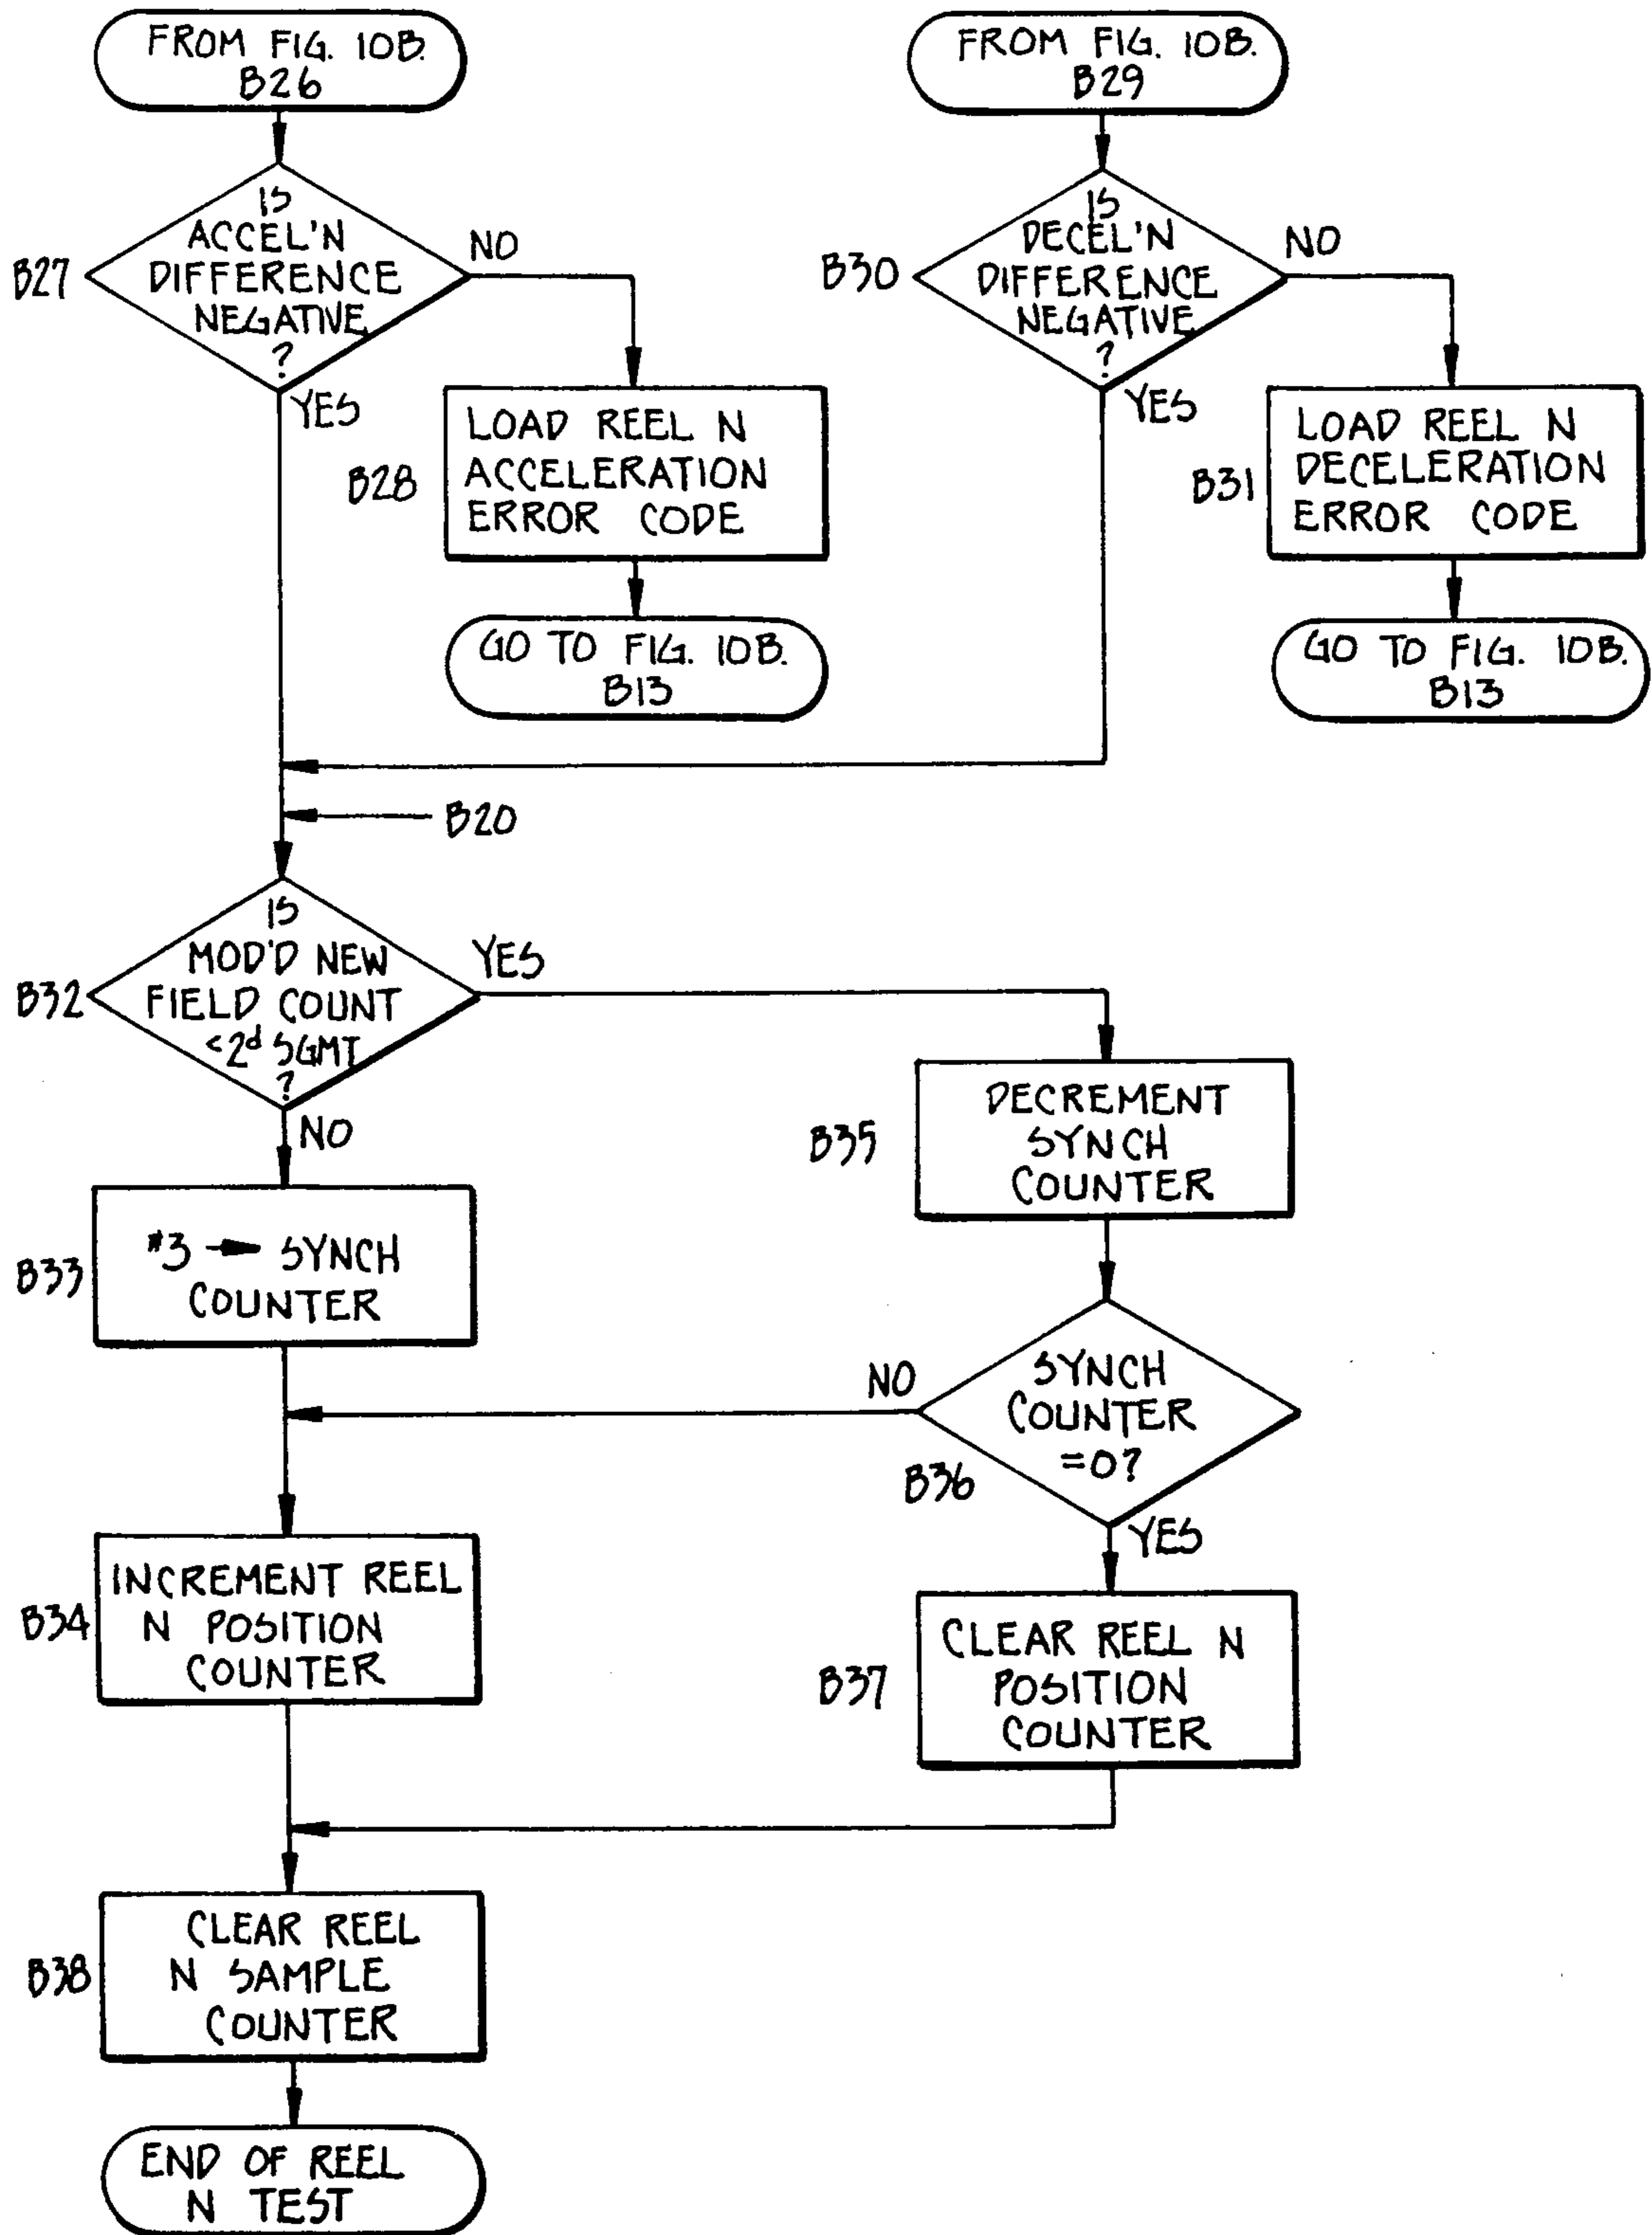 FROM FIG. 10B.
B26
FROM FIG. 10B.
B29
B27
IS
ACCEL'N
DIFFERENCE
NEGATIVE
?
NO
YES
B30
IS
DECEL'N
DIFFERENCE
NEGATIVE
?
NO
YES
B28
LOAD REEL N
ACCELERATION
ERROR CODE
B31
LOAD REEL N
DECELERATION
ERROR CODE
GO TO FIG. 10B.
B13
GO TO FIG. 10B.
B13
B20
B32
IS
MOD'D NEW
FIELD COUNT
<2d SGMT
?
YES
NO
B35
DECREMENT
SYNCH
COUNTER
B33
#3 → SYNCH
COUNTER
NO
SYNCH
COUNTER
=0?
B36
YES
B34
INCREMENT REEL
N POSITION
COUNTER
B37
CLEAR REEL N
POSITION
COUNTER
B38
CLEAR REEL
N SAMPLE
COUNTER
END OF REEL
N TEST